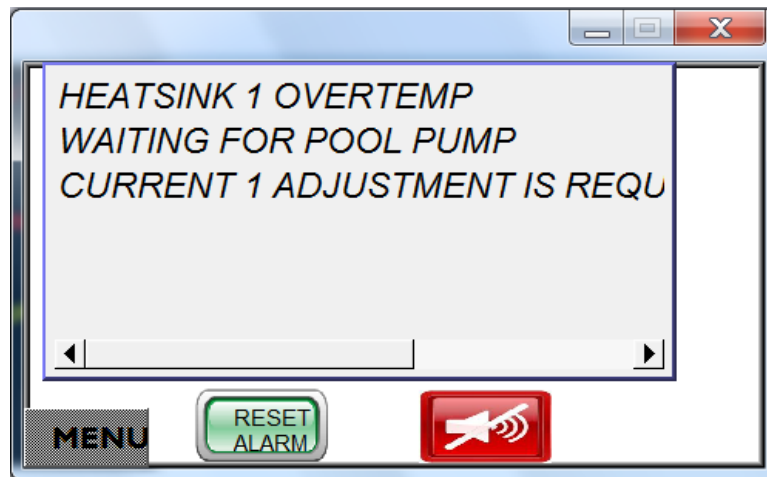 HEATSINK 1 OVERTEMP
WAITING FOR POOL PUMP
CURRENT 1 ADJUSTMENT IS REQU
MENU
RESET
ALARM